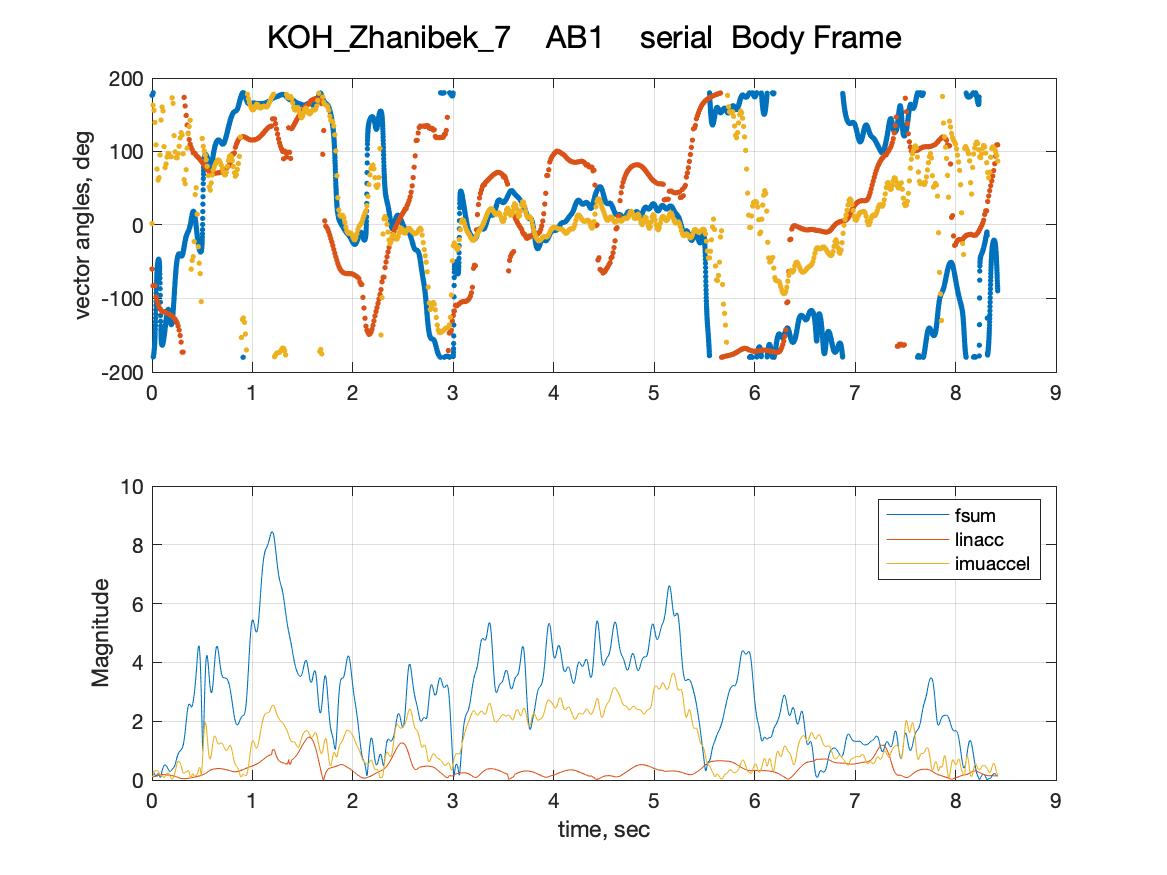 KOH_Zhanibek_7 AB1 serial Body Frame
200
100
0
-100
-200
vector angles, deg
0 1 2 3 4 5 6 7 8 9
10
8
6
4
2
0
Magnitude
fsum
linacc
imuaccel
0 1 2 3 4 5 6 7 8 9
time, sec